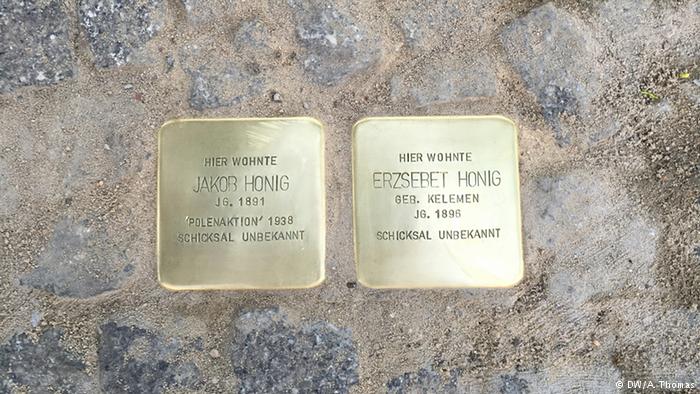 HIER WOHNTE
JAKOB HONIG
JG. 1891
'POLENAKTION' 1938
SCHICKSAL UNBEKANNT
HIER WOHNTE
ERZSEBET HONIG
GEB. KELEMEN
JG. 1896
SCHICKSAL UNBEKANNT
© DW/A. Thomas